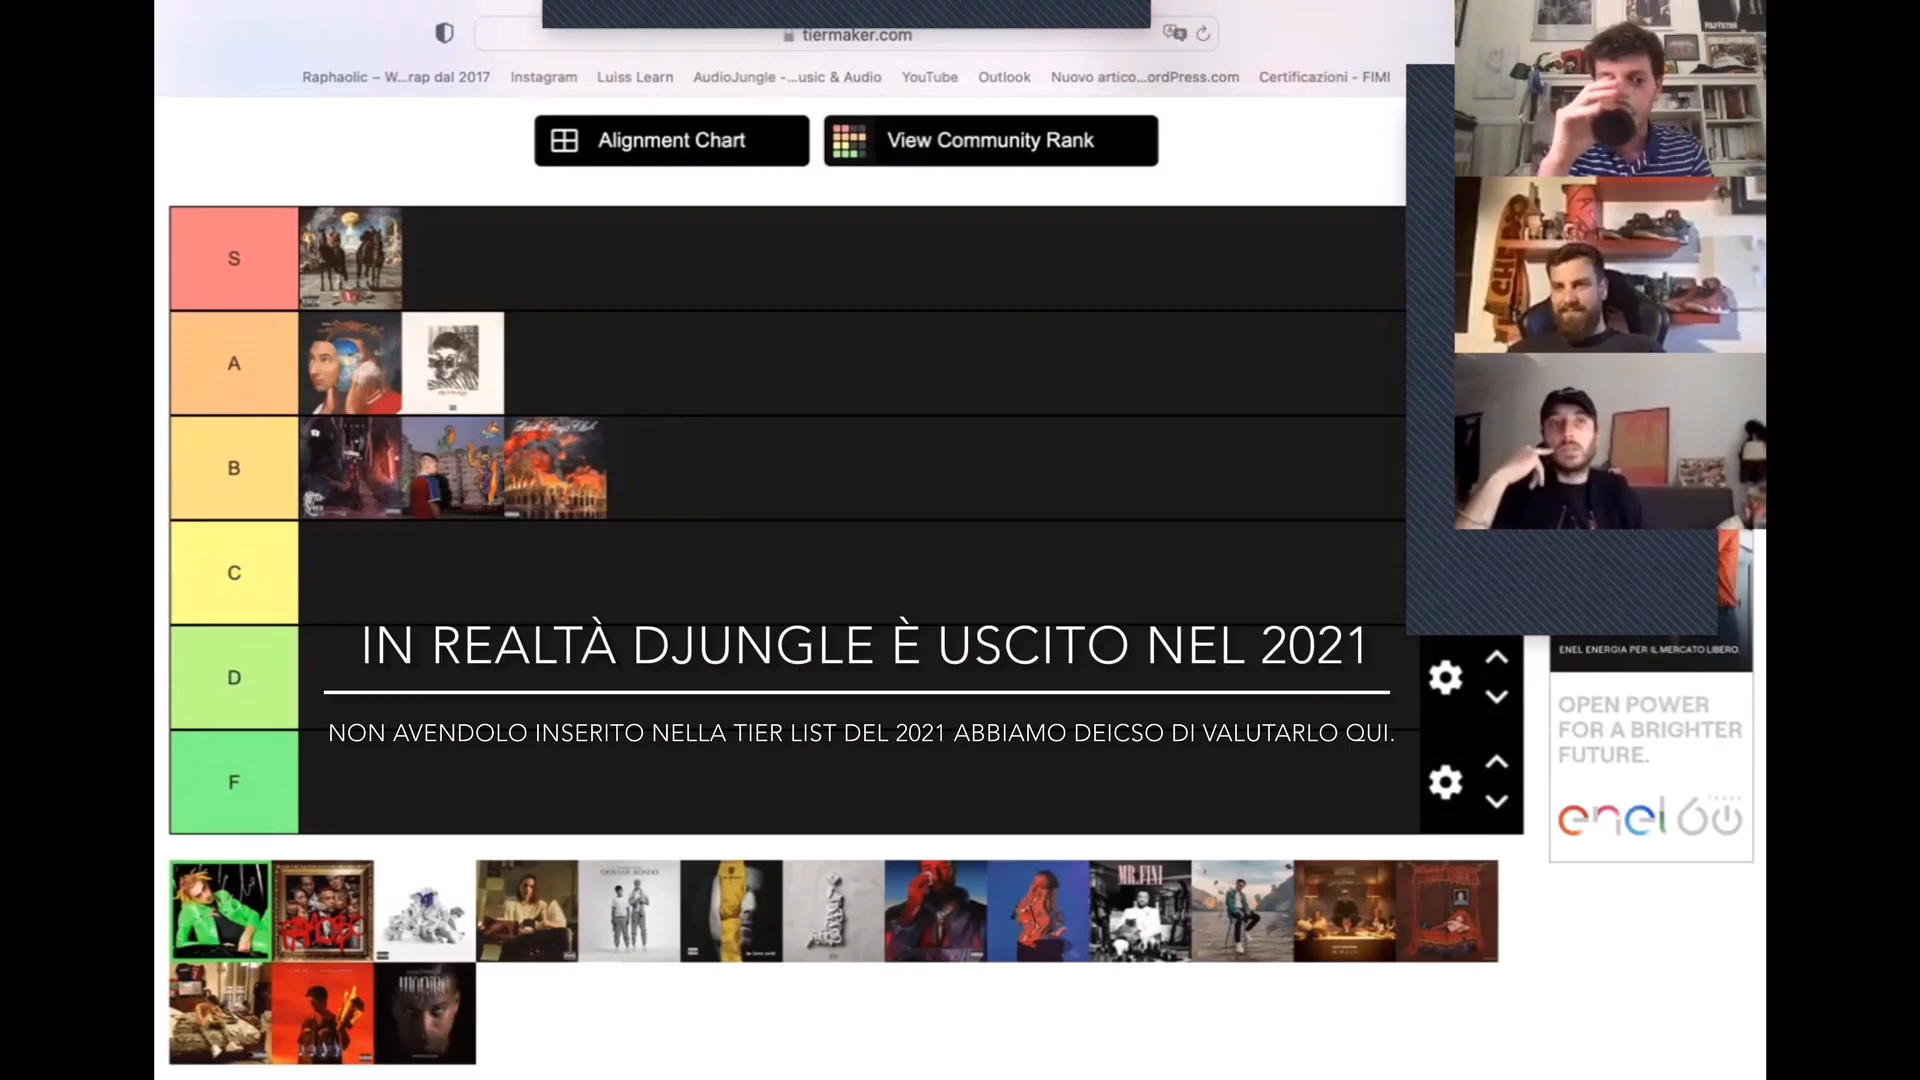 tiermaker.com
Raphaolic – W...rap dal 2017 Instagram Luiss Learn AudioJungle -...usic & Audio YouTube Outlook Nuovo artico...ordPress.com Certificazioni - FIMI
Alignment Chart
View Community Rank
S
A
B
C
IN REALTÀ DJUNGLE È USCITO NEL 2021
D
NON AVENDOLO INSERITO NELLA TIER LIST DEL 2021 ABBIAMO DEICSO DI VALUTARLO QUI.
F
ENEL ENERGIA PER IL MERCATO LIBERO.
OPEN POWER
FOR A BRIGHTER
FUTURE.
enel 60
MR.FINI
FAMOSO